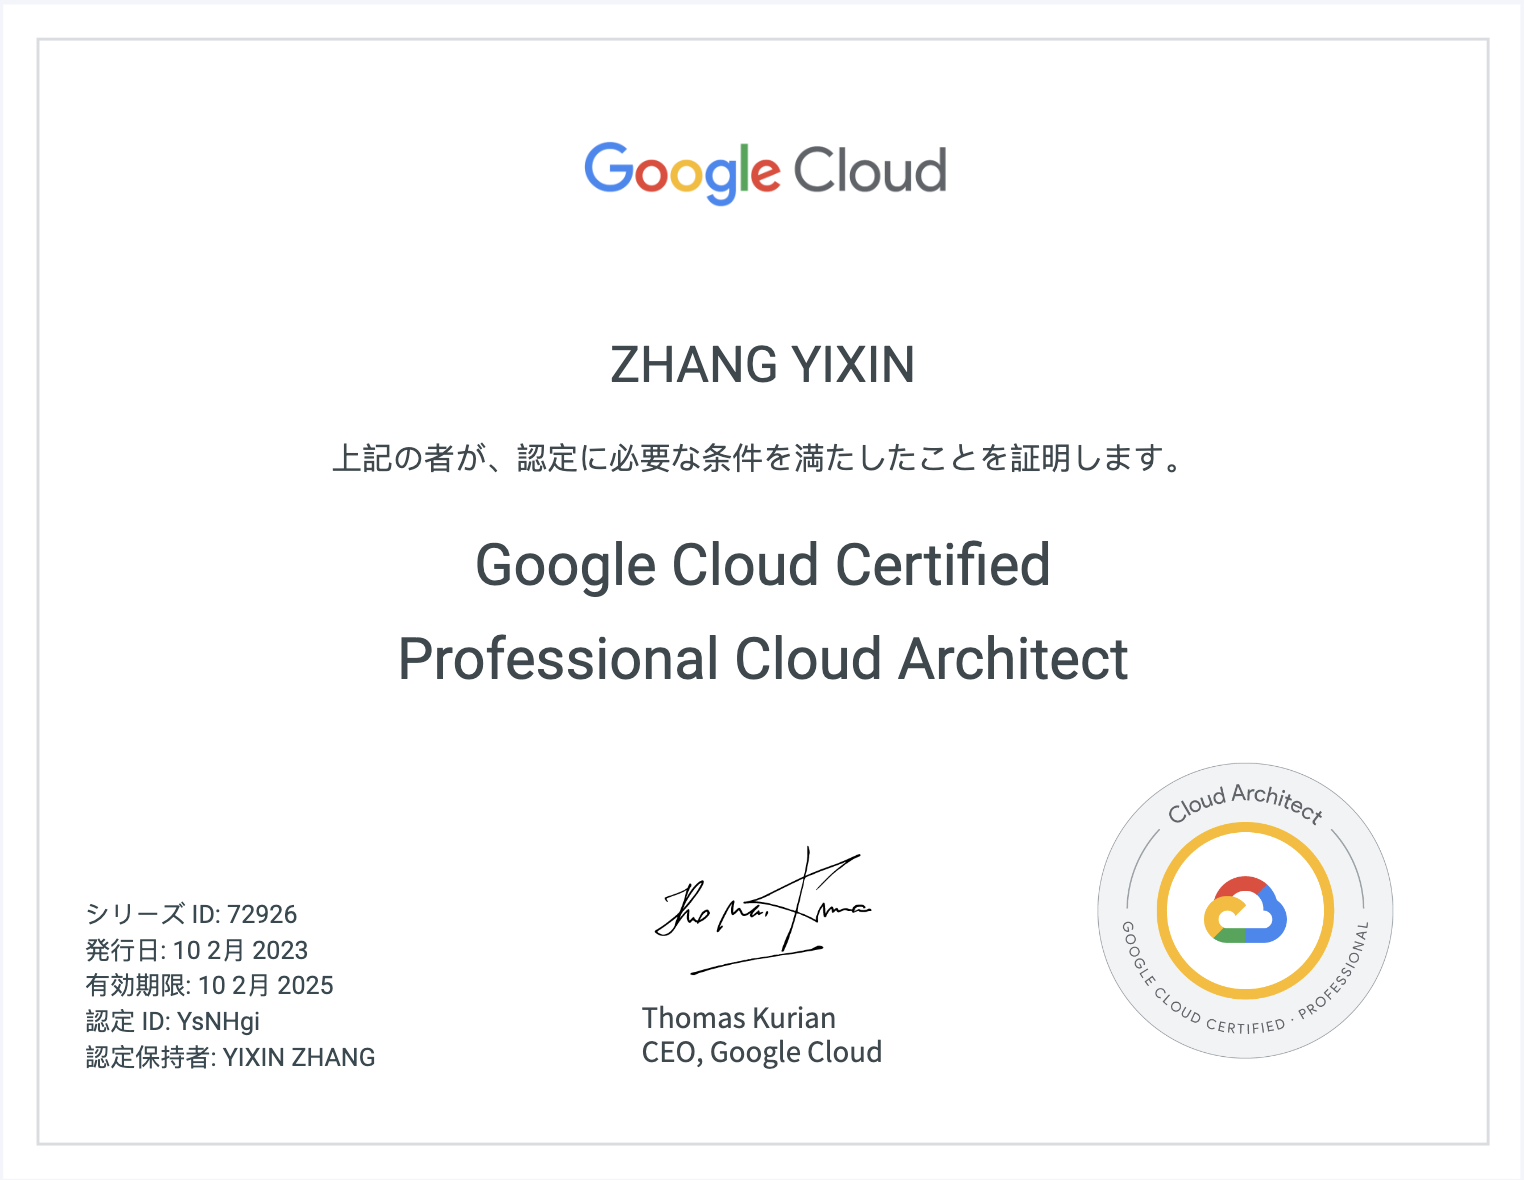 Google Cloud
ZHANG YIXIN
上記の者が、認定に必要な条件を満たしたことを証明します。
Google Cloud Certified
Professional Cloud Architect
シリーズ ID: 72926
発行日: 10 2月 2023
有効期限: 10 2月 2025
認定 ID: YsNHgi
認定保持者: YIXIN ZHANG
Thomas Kurian
Thomas Kurian
CEO, Google Cloud
Cloud Architect
GOOGLE CLOUD CERTIFIED · PROFESSIONAL